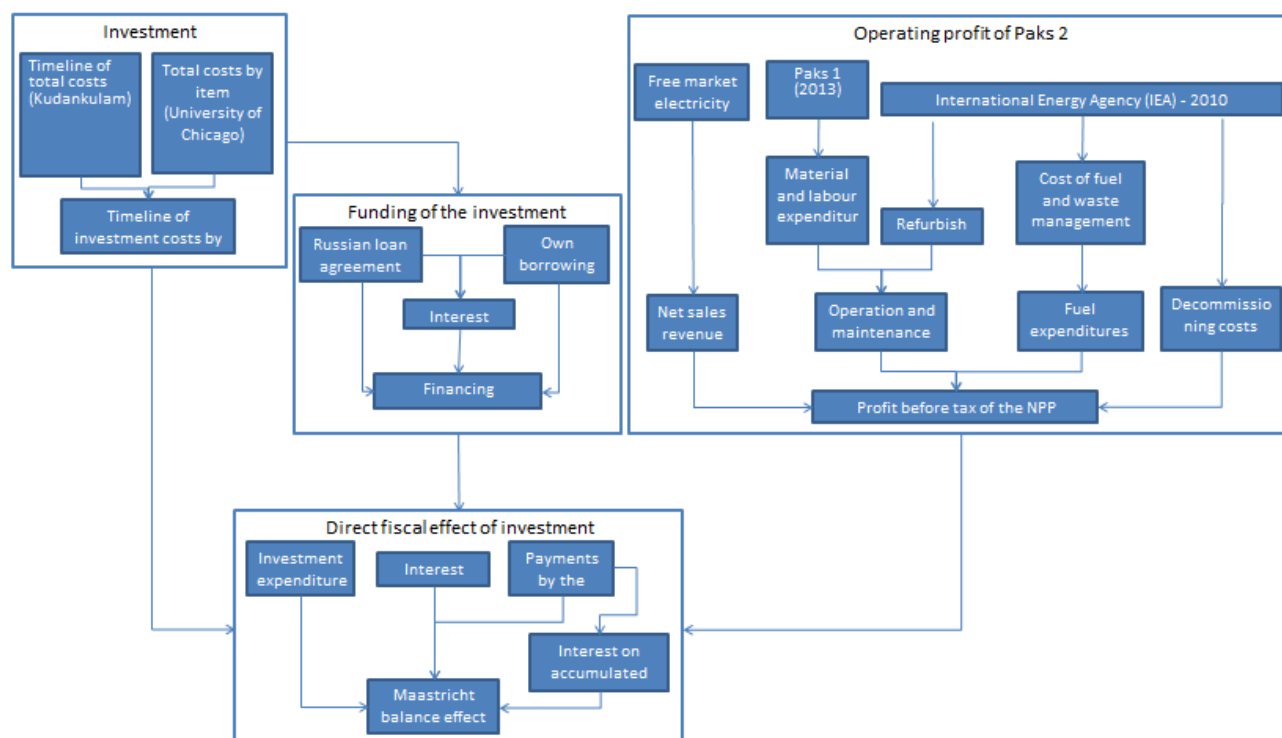 Investment
Timeline of
total costs
(Kudankulam)
Total costs by
item
(University of
Chicago)
Timeline of
investment costs by
Funding of the investment
Russian loan
agreement
Own
borrowing
Interest
Financing
Operating profit of Paks 2
Free market
electricity
Paks 1
(2013)
International Energy Agency (IEA) - 2010
Material
and labour
expenditur
Refurbish
Cost of fuel
and waste
management
Net sales
revenue
Operation and
maintenance
Fuel
expenditures
Decommissio
ning costs
Profit before tax of the NPP
Direct fiscal effect of investment
Investment
expenditure
Interest
Payments
by the
Interest on
accumulated
Maastricht
balance effect